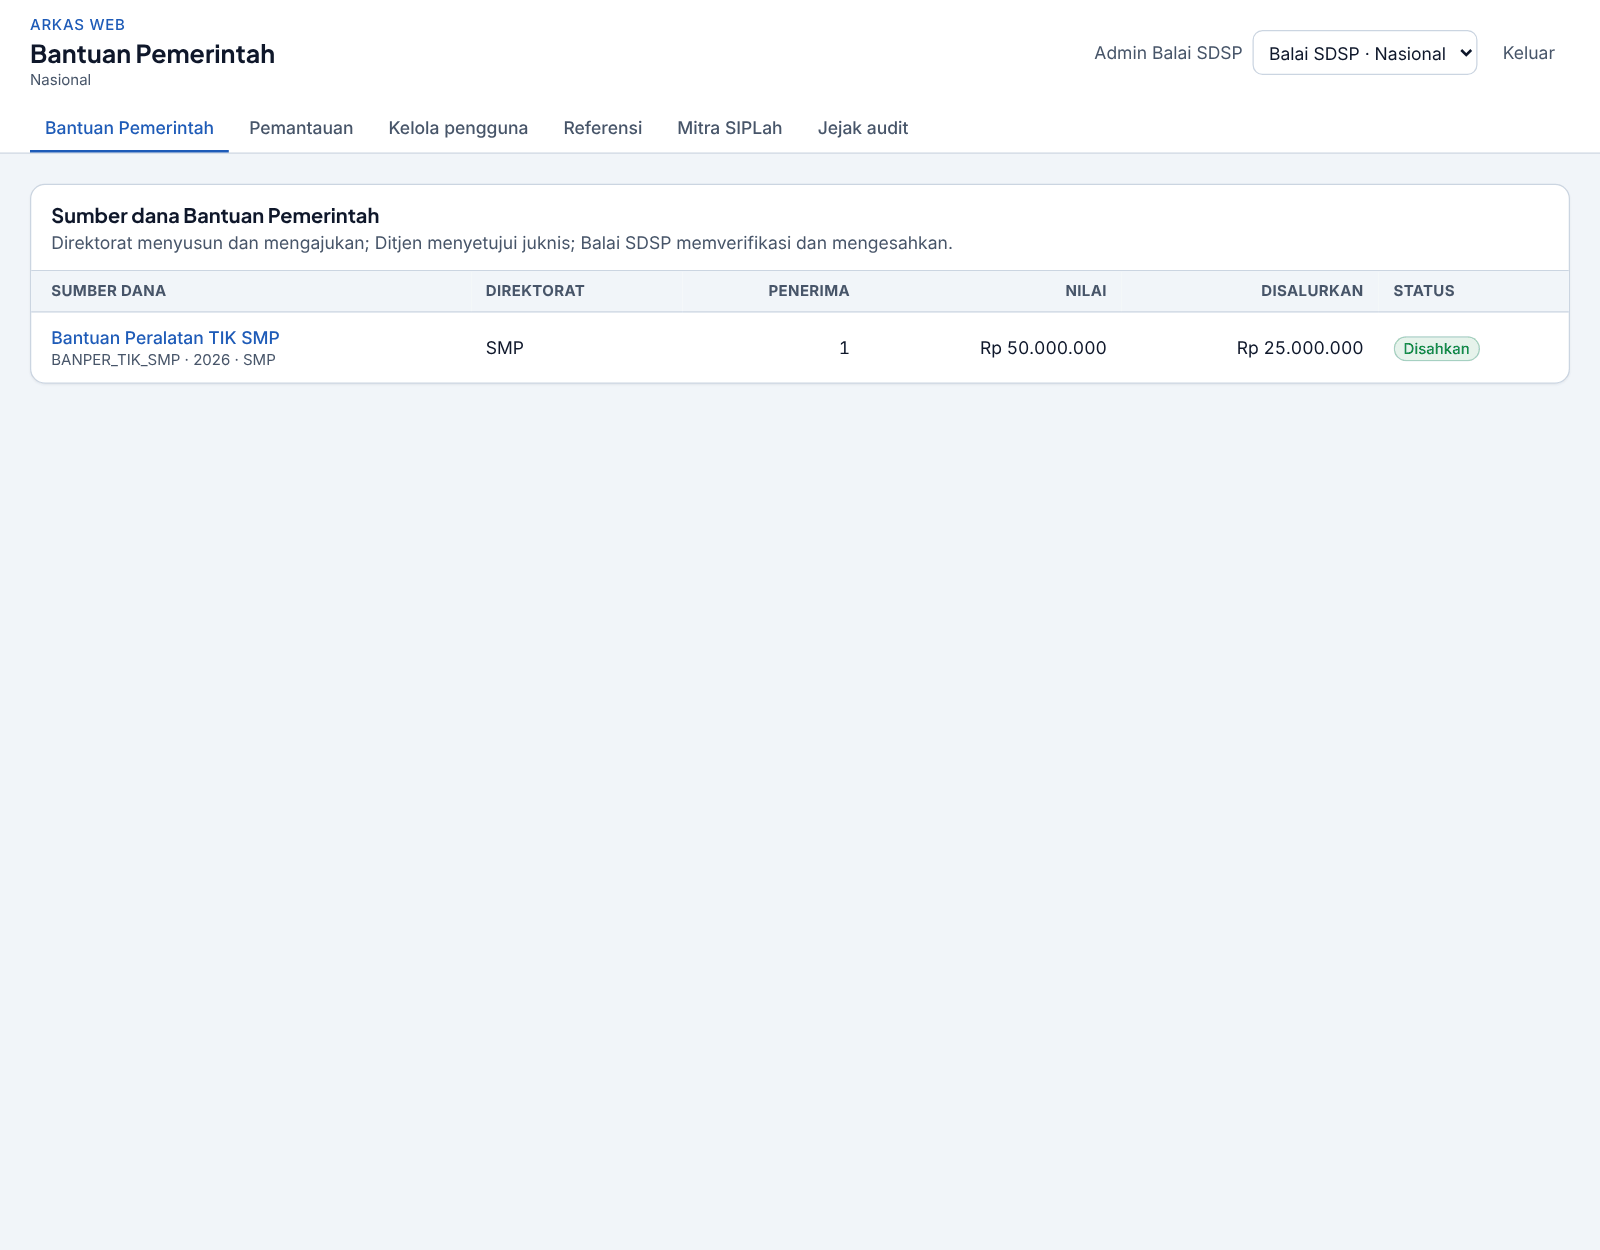 ARKAS WEB
Bantuan Pemerintah
Nasional
Admin Balai SDSP
Balai SDSP · Nasional
Keluar
Bantuan Pemerintah
Pemantauan
Kelola pengguna
Referensi
Mitra SIPLah
Jejak audit
Sumber dana Bantuan Pemerintah
Direktorat menyusun dan mengajukan; Ditjen menyetujui juknis; Balai SDSP memverifikasi dan mengesahkan.
SUMBER DANA DIREKTORAT PENERIMA NILAI DISALURKAN STATUS
Bantuan Peralatan TIK SMP
BANPER_TIK_SMP · 2026 · SMP
SMP 1 Rp 50.000.000 Rp 25.000.000 Disahkan